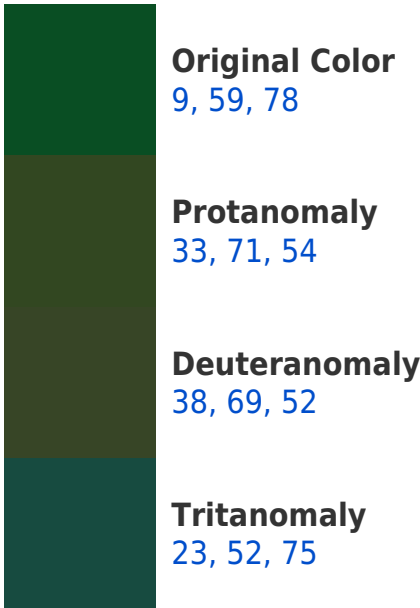 Original Color
9, 59, 78
Protanomaly
33, 71, 54
Deuteranomaly
38, 69, 52
Tritanomaly
23, 52, 75